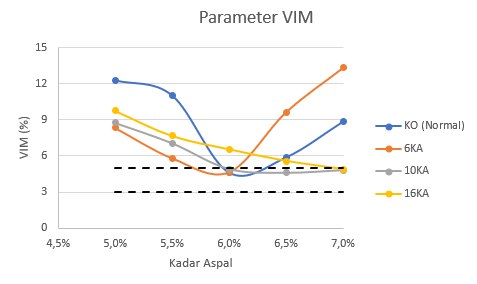 Parameter VIM
15
12
9
6
3
0
VIM (%)
4,5%
5,0%
5,5%
6,0%
6,5%
7,0%
Kadar Aspal
KO (Normal)
6KA
10KA
16KA